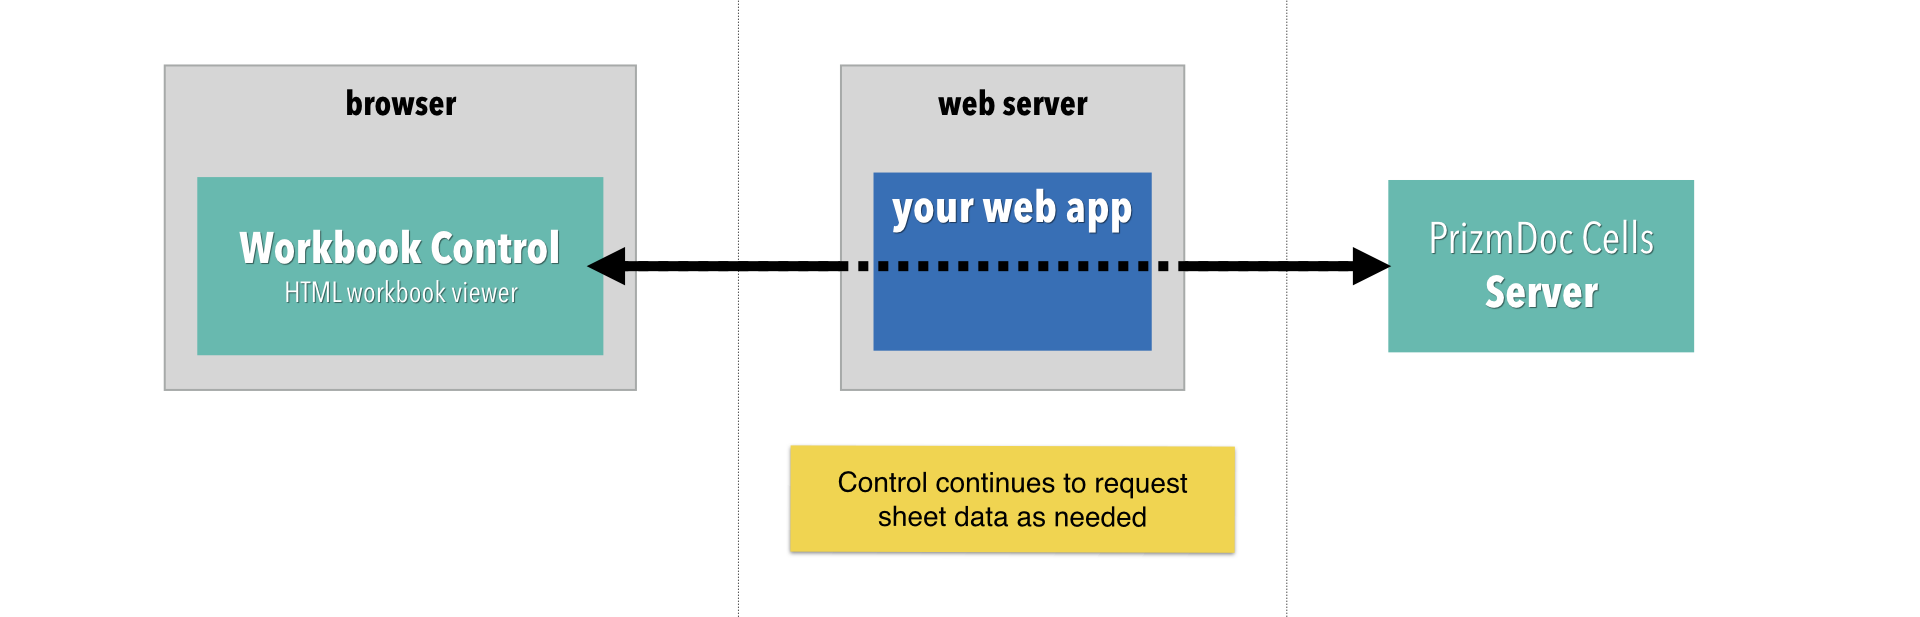 browser
Workbook Control
HTML workbook viewer
web server
your web app
PrizmDoc Cells
Server
Control continues to request
sheet data as needed